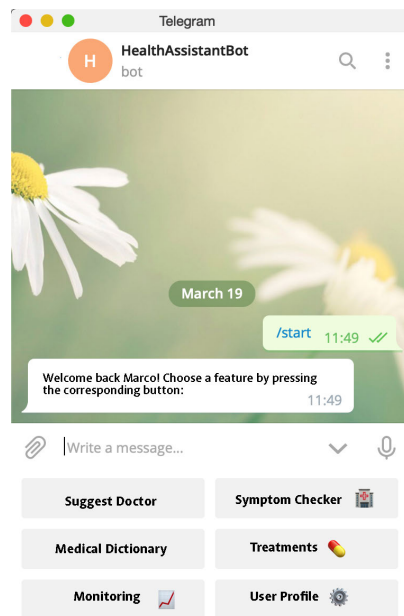 Telegram
H
HealthAssistantBot
bot
March 19
/start 11:49
Welcome back Marco! Choose a feature by pressing
the corresponding button:
11:49
Write a message...
Suggest Doctor
Symptom Checker
Medical Dictionary
Treatments
Monitoring
User Profile